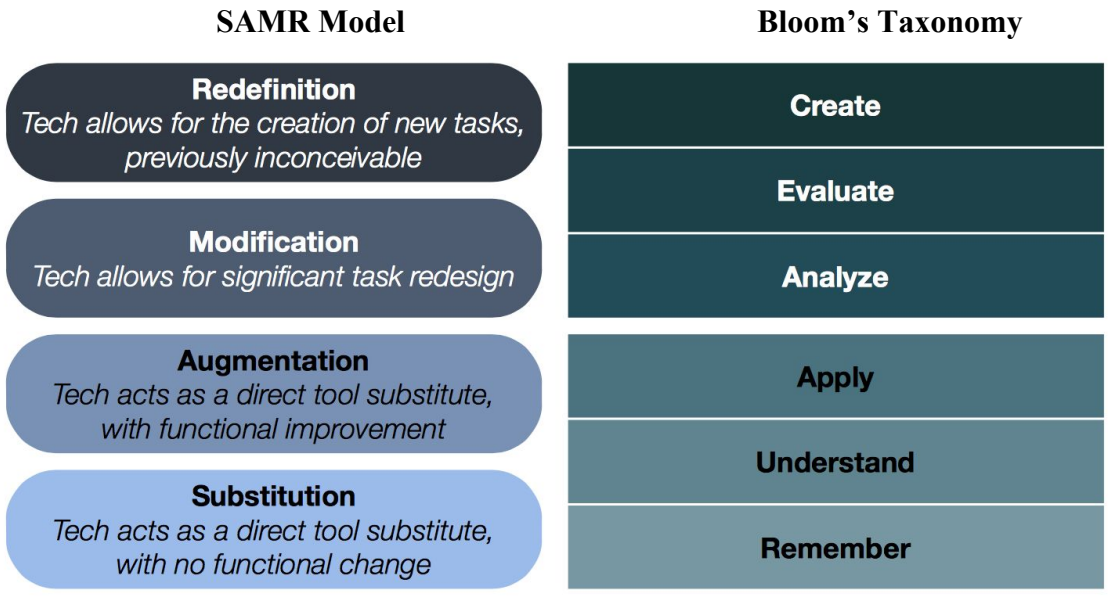 SAMR Model
Bloom’s Taxonomy
Redefinition
Tech allows for the creation of new tasks,
previously inconceivable
Modification
Tech allows for significant task redesign
Augmentation
Tech acts as a direct tool substitute,
with functional improvement
Substitution
Tech acts as a direct tool substitute,
with no functional change
Create
Evaluate
Analyze
Apply
Understand
Remember